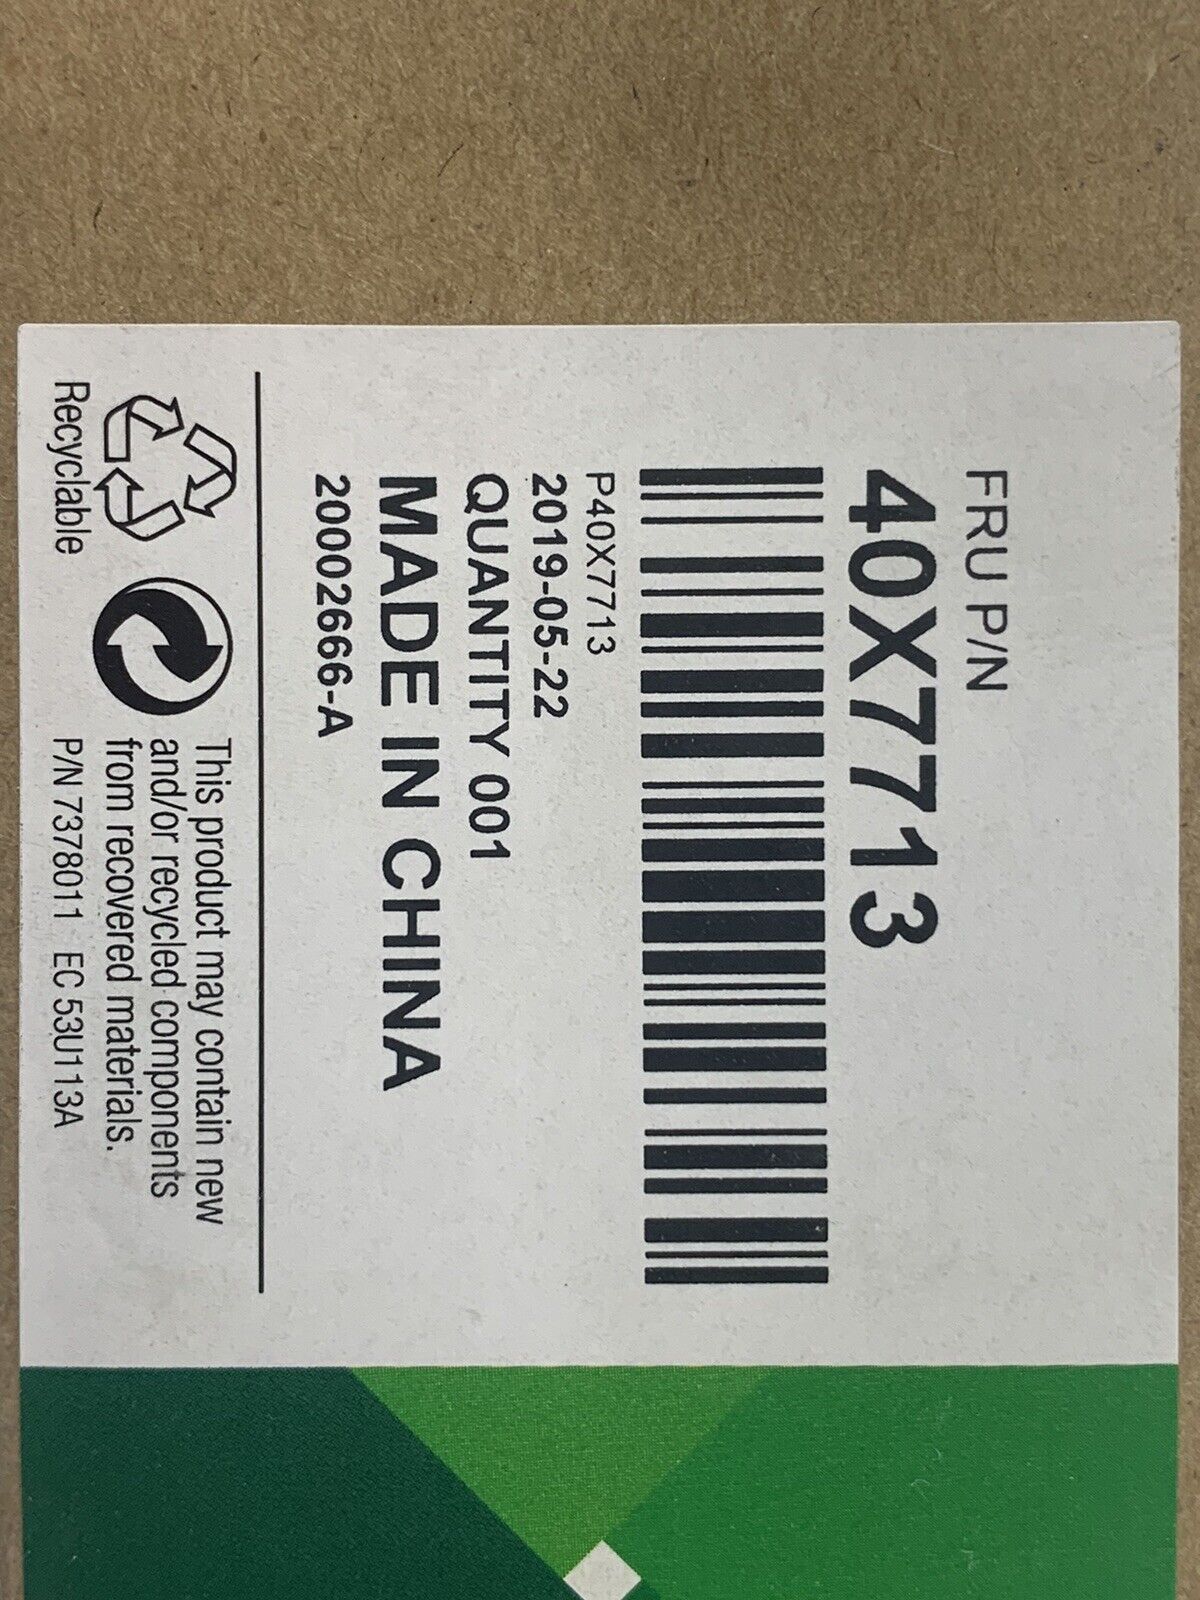 FRU P/N
40X7713
P40X7713
2019-05-22
QUANTITY 001
MADE IN CHINA
20002666-A
Recyclable
This product may contain new
and/or recycled components
from recovered materials.
P/N 7378011 EC 53U113A